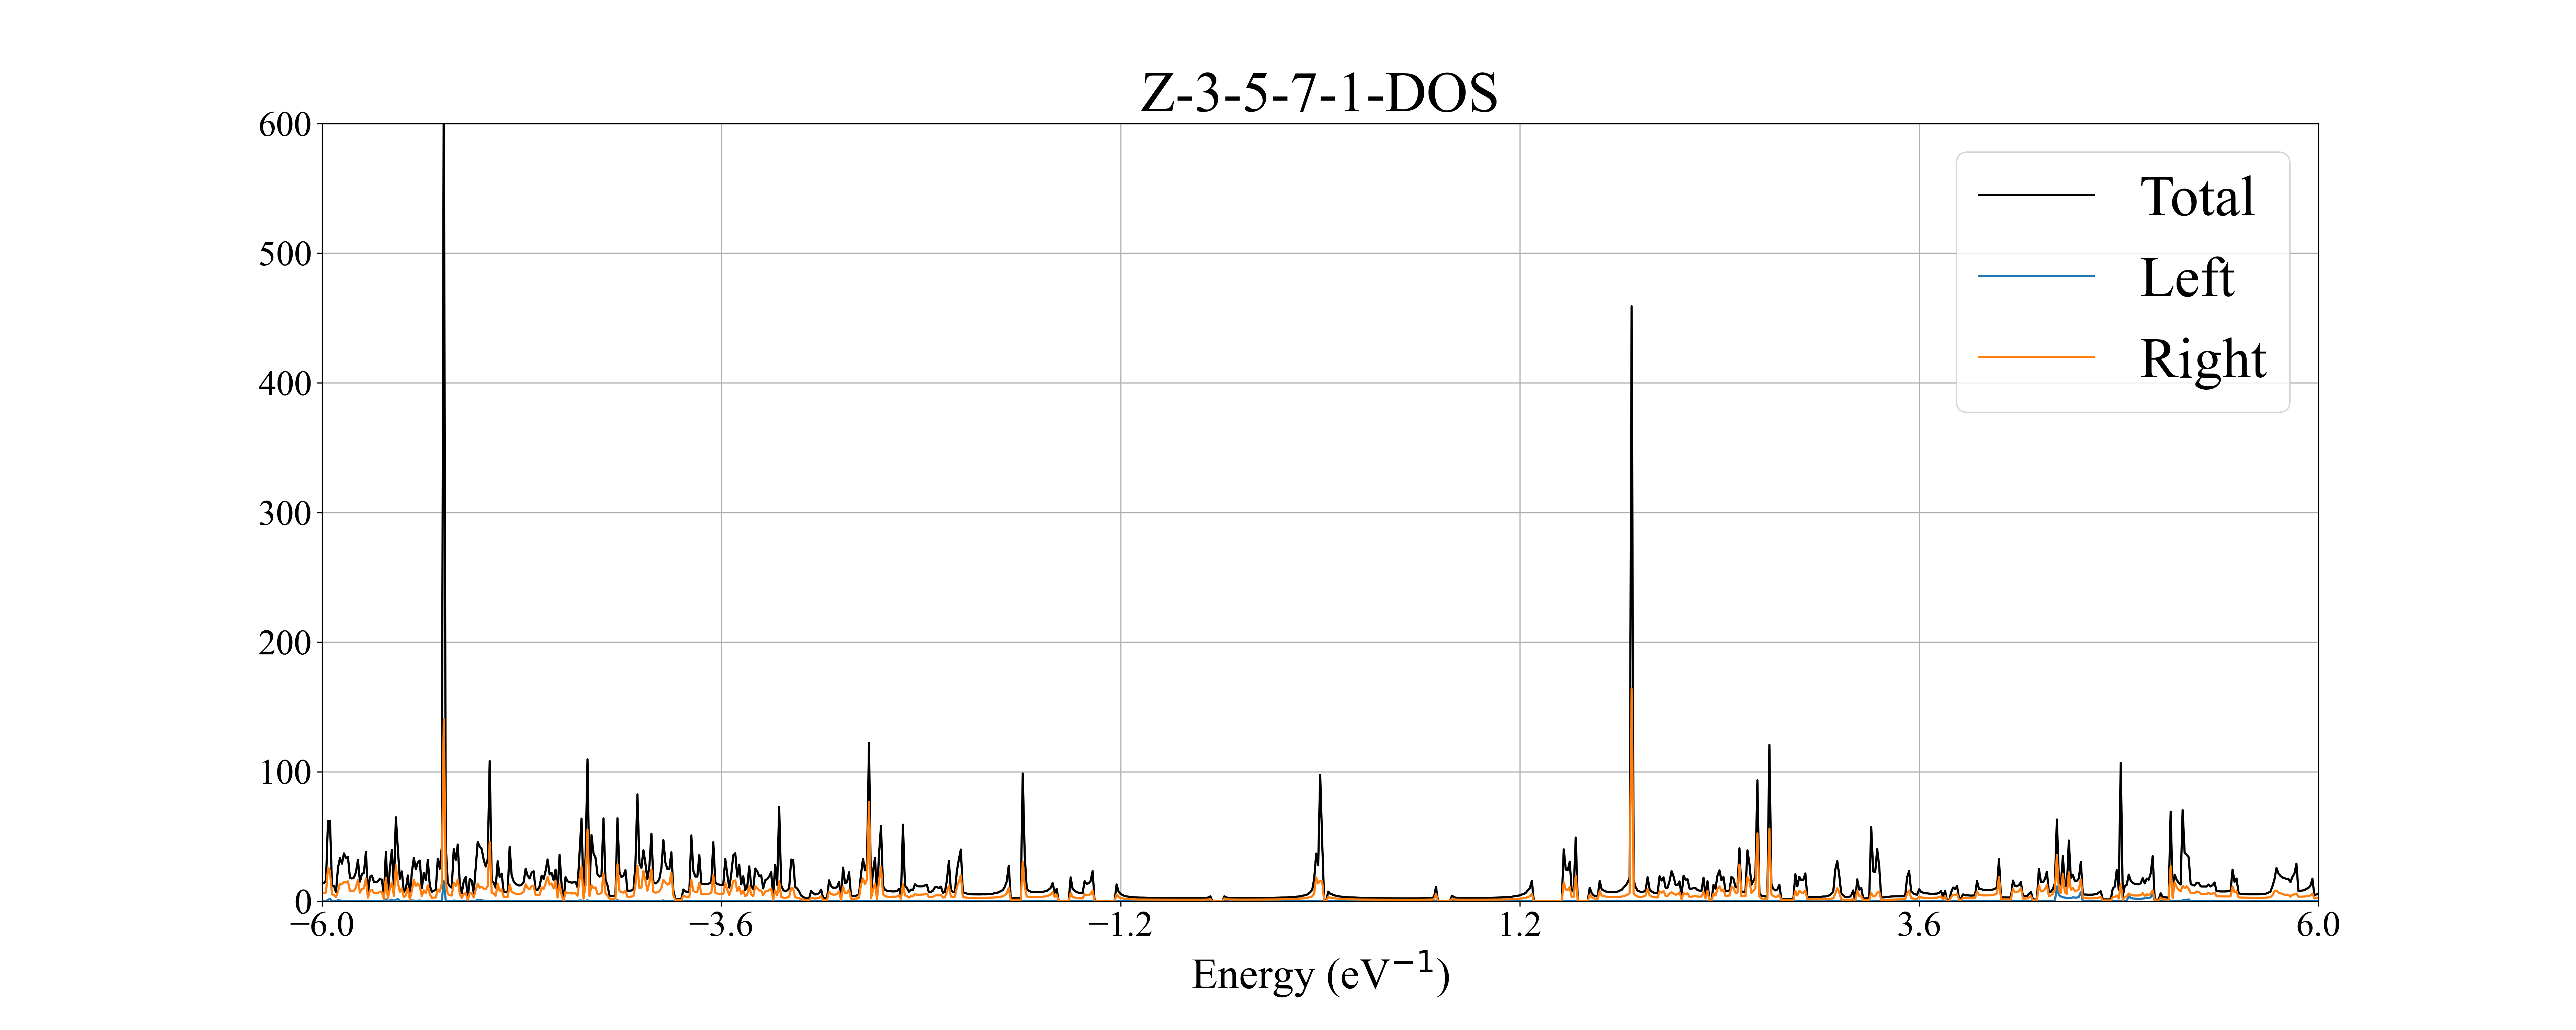 Z-3-5-7-1-DOS
600
500
400
300
200
100
0
−6.0 −3.6 −1.2 1.2 3.6 6.0
Energy (eV⁻¹)
Total
Left
Right